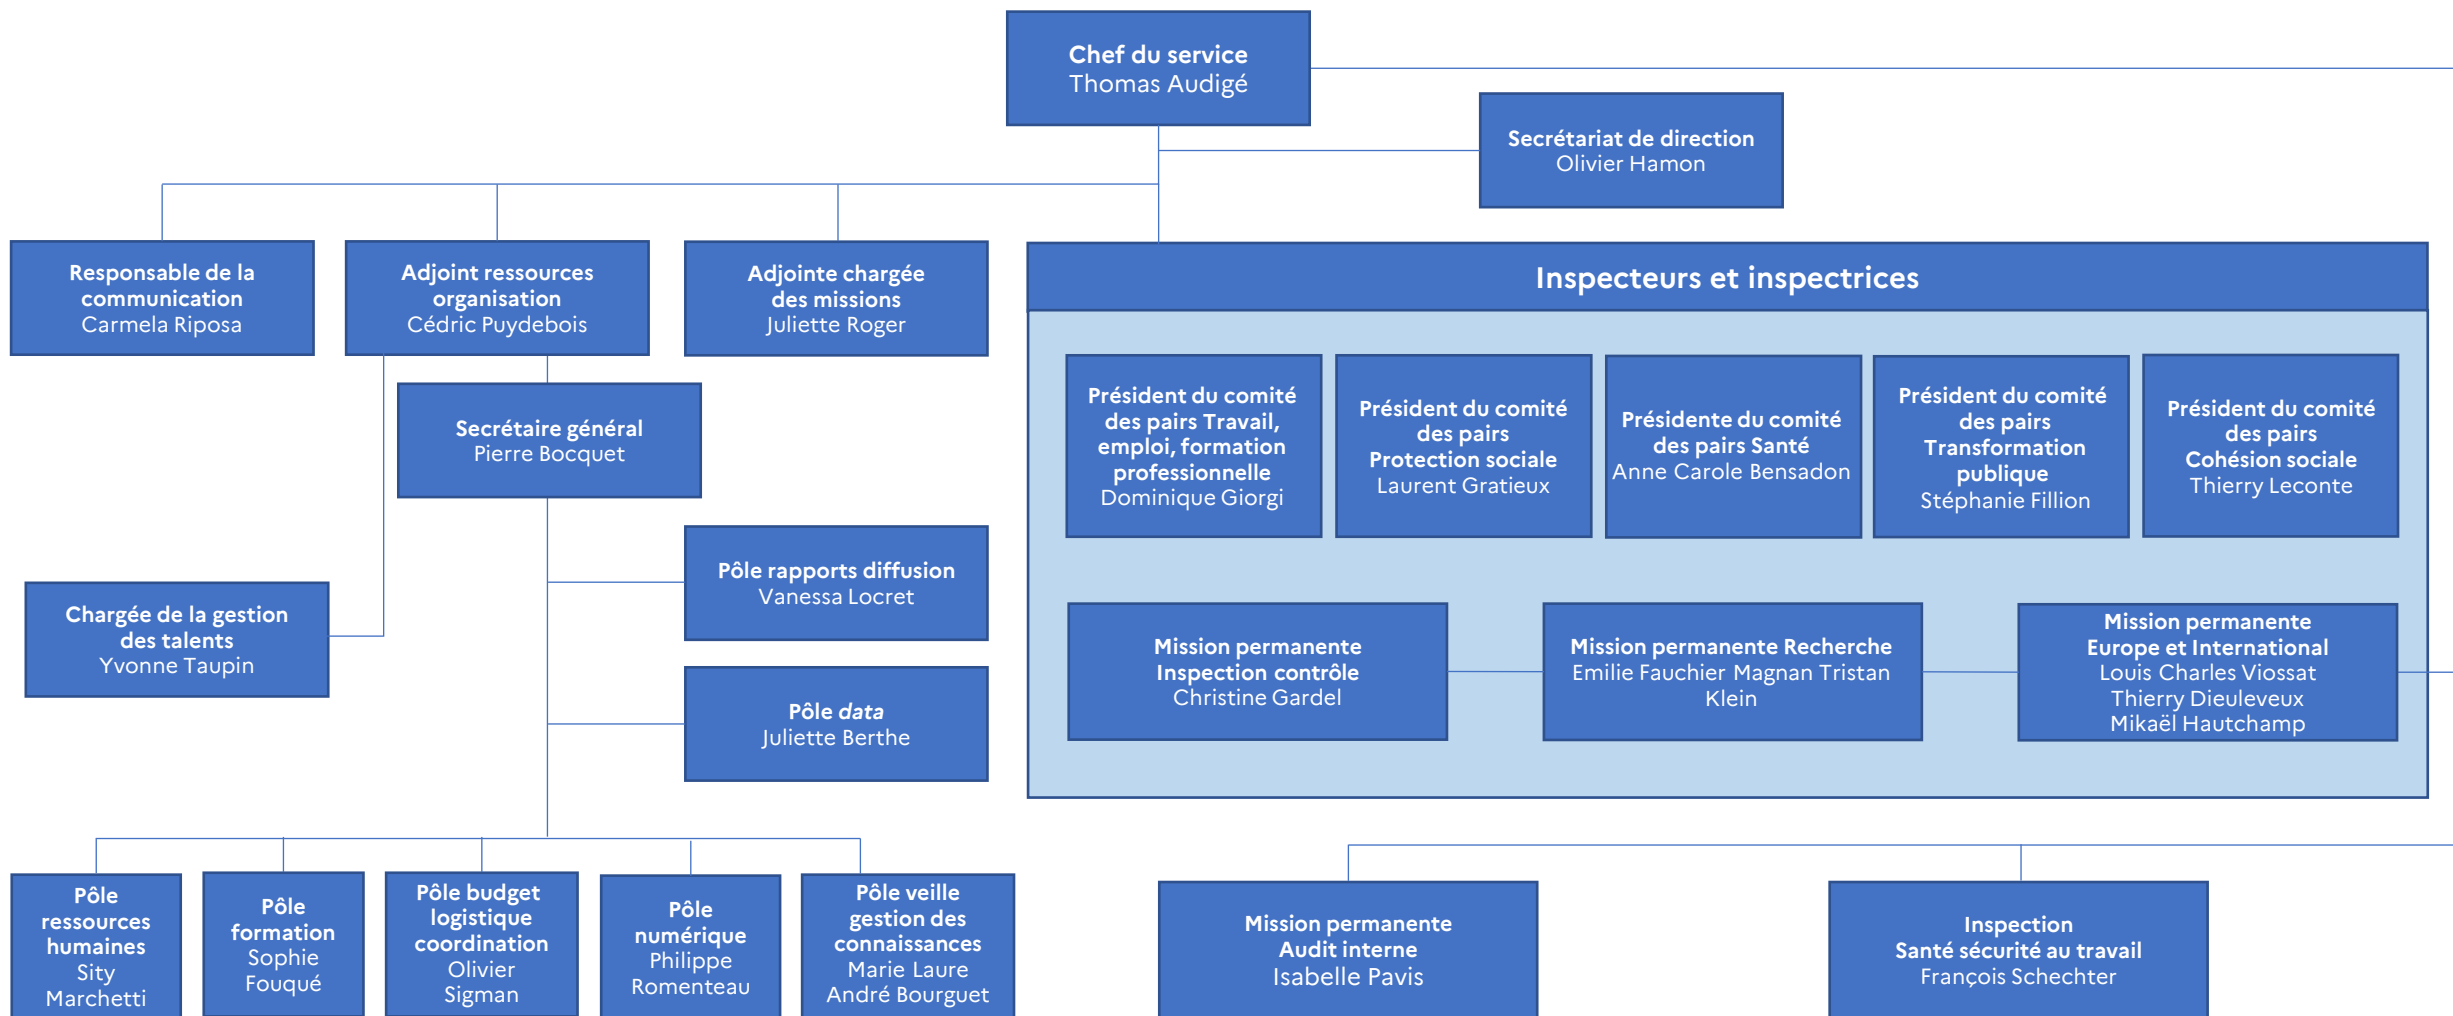 Chef du service
Thomas Audigé
Secrétariat de direction
Olivier Hamon
Responsable de la
communication
Carmela Riposa
Adjoint ressources
organisation
Cédric Puydebois
Adjointe chargée
des missions
Juliette Roger
Secrétaire général
Pierre Bocquet
Chargée de la gestion
des talents
Yvonne Taupin
Pôle rapports diffusion
Vanessa Locret
Pôle data
Juliette Berthe
Pôle
ressources
humaines
Sity
Marchetti
Pôle
formation
Sophie
Fouqué
Pôle budget
logistique
coordination
Olivier
Sigman
Pôle
numérique
Philippe
Romenteau
Pôle veille
gestion des
connaissances
Marie Laure
André Bourguet
Inspecteurs et inspectrices
Président du comité
des pairs Travail,
emploi, formation
professionnelle
Dominique Giorgi
Président du comité
des pairs
Protection sociale
Laurent Gratieux
Présidente du comité
des pairs Santé
Anne Carole Bensadon
Président du comité
des pairs
Transformation
publique
Stéphanie Fillion
Président du comité
des pairs
Cohésion sociale
Thierry Leconte
Mission permanente
Inspection contrôle
Christine Gardel
Mission permanente Recherche
Emilie Fauchier Magnan Tristan
Klein
Mission permanente
Europe et International
Louis Charles Viossat
Thierry Dieuleveux
Mikaël Hautchamp
Mission permanente
Audit interne
Isabelle Pavis
Inspection
Santé sécurité au travail
François Schechter